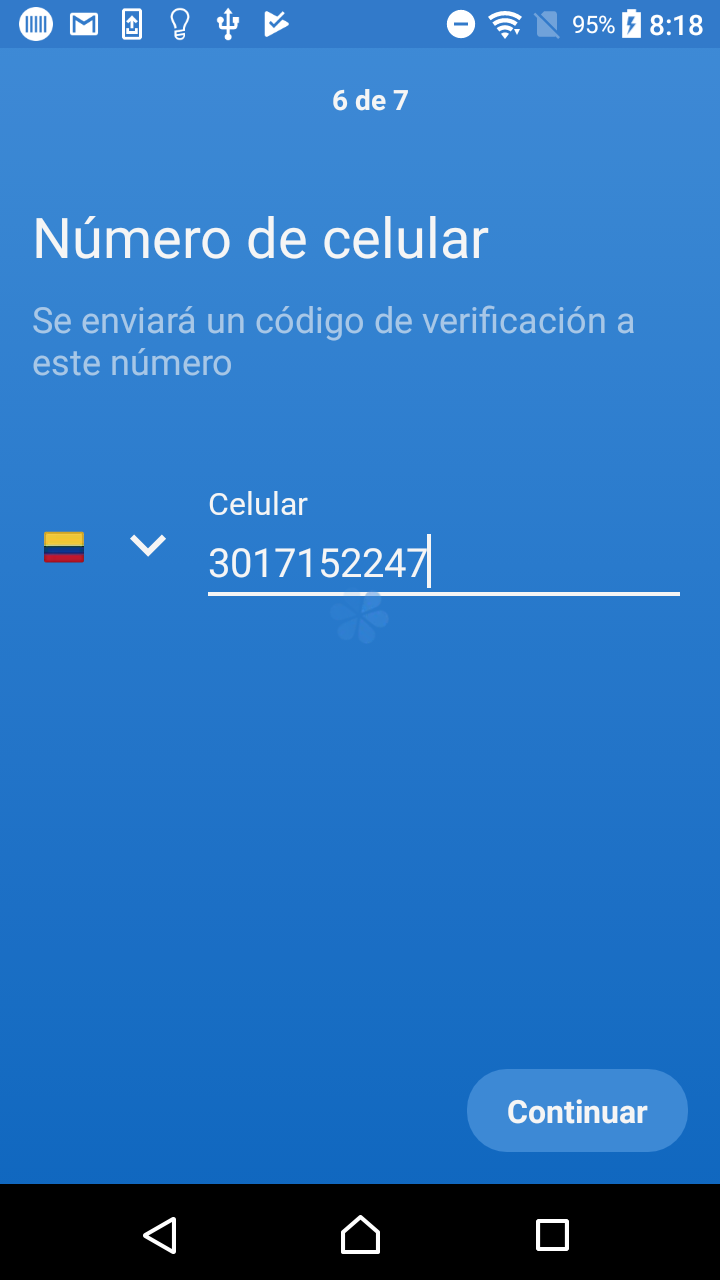 95% 8:18
6 de 7
Número de celular
Se enviará un código de verificación a
este número
Celular
3017152247
Continuar